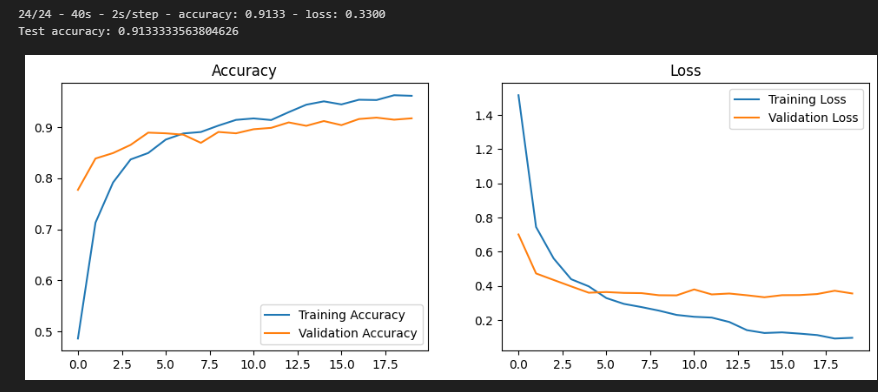 24/24 - 40s - 2s/step - accuracy: 0.9133 - loss: 0.3300
Test accuracy: 0.9133333563804626
Accuracy
0.9
0.8
0.7
0.6
0.5
Training Accuracy
Validation Accuracy
0.0 2.5 5.0 7.5 10.0 12.5 15.0 17.5
Loss
Training Loss
Validation Loss
1.4
1.2
1.0
0.8
0.6
0.4
0.2
0.0 2.5 5.0 7.5 10.0 12.5 15.0 17.5